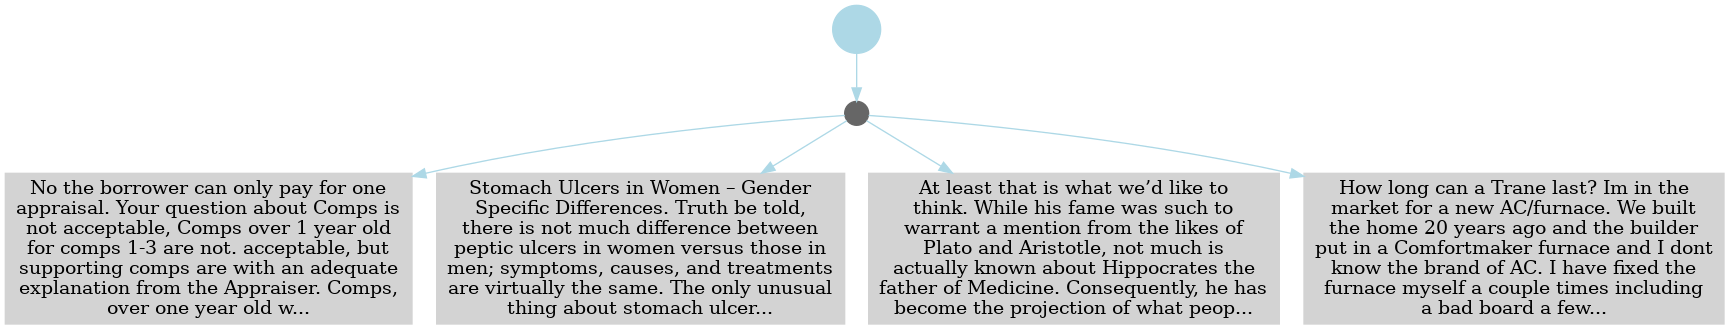 No the borrower can only pay for one
appraisal. Your question about Comps is
not acceptable, Comps over 1 year old
for comps 1-3 are not. acceptable, but
supporting comps are with an adequate
explanation from the Appraiser. Comps,
over one year old w...
Stomach Ulcers in Women – Gender
Specific Differences. Truth be told,
there is not much difference between
peptic ulcers in women versus those in
men; symptoms, causes, and treatments
are virtually the same. The only unusual
thing about stomach ulcer...
At least that is what we’d like to
think. While his fame was such to
warrant a mention from the likes of
Plato and Aristotle, not much is
actually known about Hippocrates the
father of Medicine. Consequently, he has
become the projection of what peop...
How long can a Trane last? Im in the
market for a new AC/furnace. We built
the home 20 years ago and the builder
put in a Comfortmaker furnace and I dont
know the brand of AC. I have fixed the
furnace myself a couple times including
a bad board a few...